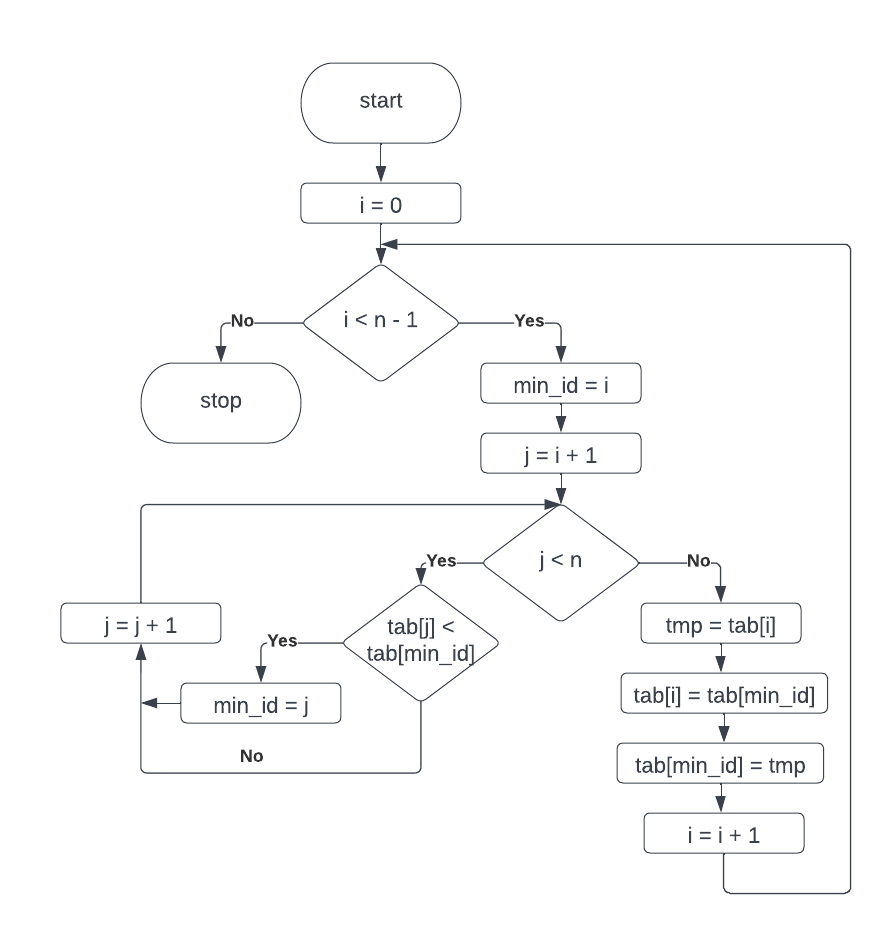 start
i = 0
i < n - 1
No
Yes
stop
min_id = i
j = i + 1
j < n
Yes
No
tab[j] <
tab[min_id]
Yes
j = j + 1
min_id = j
No
tmp = tab[i]
tab[i] = tab[min_id]
tab[min_id] = tmp
i = i + 1